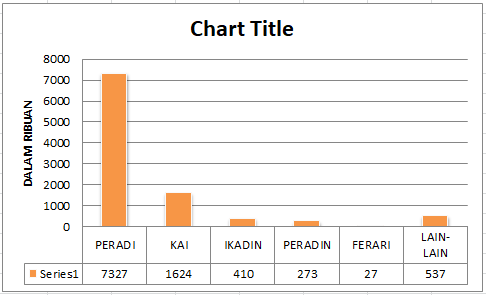 Chart Title
DALAM RIBUAN
8000
7000
6000
5000
4000
3000
2000
1000
0
PERADI KAI IKADIN PERADIN FERARI LAIN-
LAIN
Series1 7327 1624 410 273 27 537